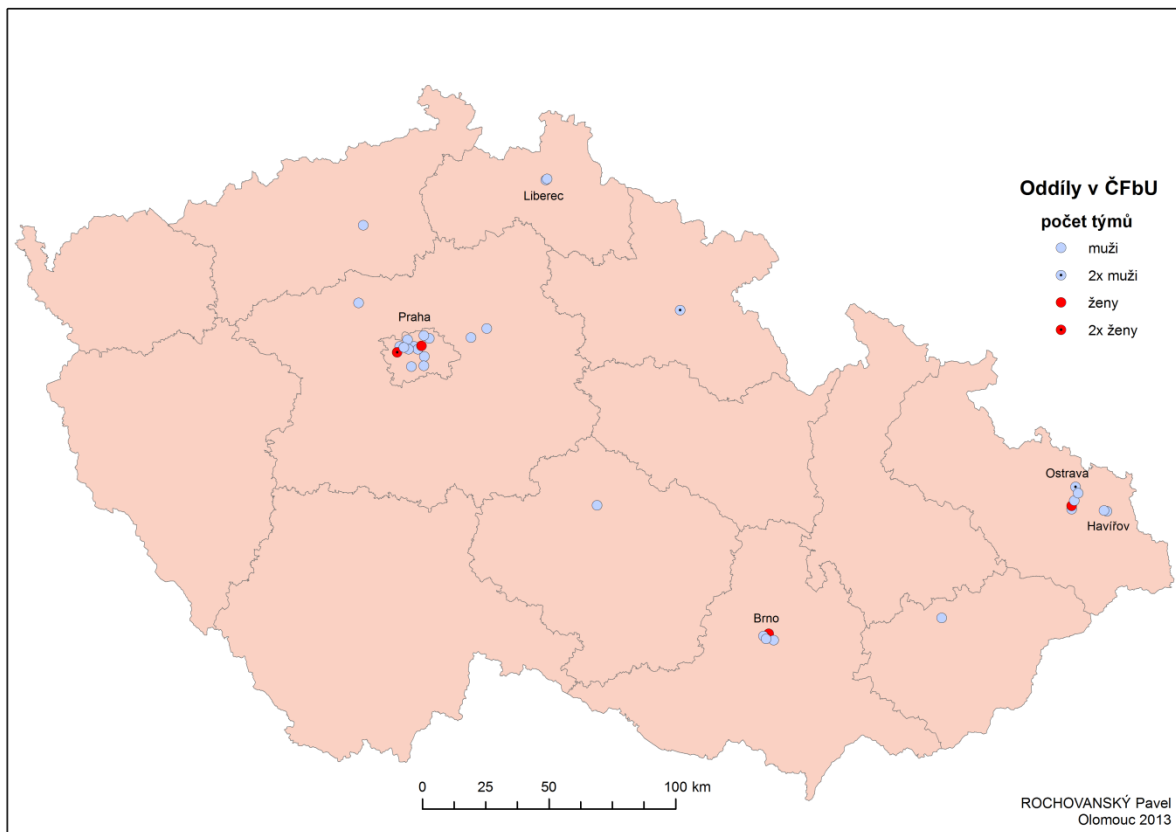 Liberec
Praha
Ostrava
Havířov
Brno
Oddíly v ČFbU
počet týmů
muži
2x muži
ženy
2x ženy
0 25 50 100 km
ROCHOVANSKÝ Pavel
Olomouc 2013